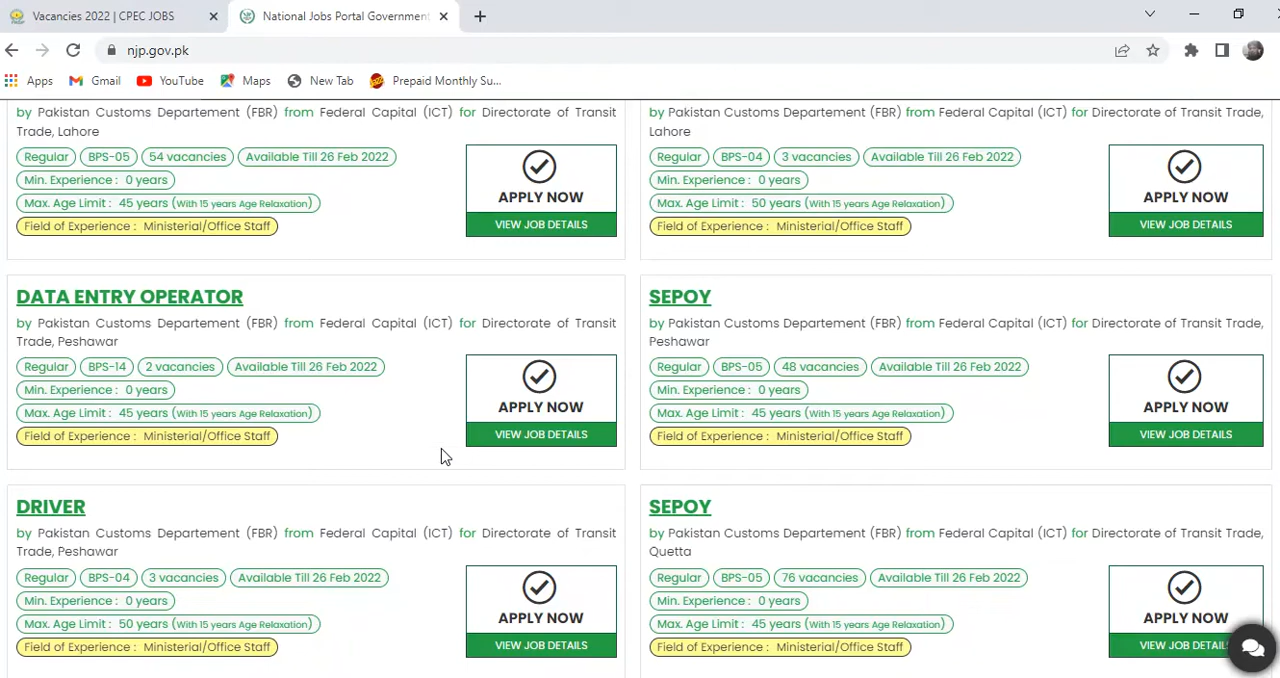 Vacancies 2022 | CPEC JOBS
National Jobs Portal Government
njp.gov.pk
Apps
Gmail
YouTube
Maps
New Tab
Prepaid Monthly Su...
by Pakistan Customs Departement (FBR) from Federal Capital (ICT) for Directorate of Transit
Trade, Lahore
Regular
BPS-05
54 vacancies
Available Till 26 Feb 2022
Min. Experience : 0 years
Max. Age Limit : 45 years (With 15 years Age Relaxation)
Field of Experience : Ministerial/Office Staff
APPLY NOW
VIEW JOB DETAILS
by Pakistan Customs Departement (FBR) from Federal Capital (ICT) for Directorate of Transit Trade,
Lahore
Regular
BPS-04
3 vacancies
Available Till 26 Feb 2022
Min. Experience : 0 years
Max. Age Limit : 50 years (With 15 years Age Relaxation)
Field of Experience : Ministerial/Office Staff
APPLY NOW
VIEW JOB DETAILS
DATA ENTRY OPERATOR
by Pakistan Customs Departement (FBR) from Federal Capital (ICT) for Directorate of Transit
Trade, Peshawar
Regular
BPS-14
2 vacancies
Available Till 26 Feb 2022
Min. Experience : 0 years
Max. Age Limit : 45 years (With 15 years Age Relaxation)
Field of Experience : Ministerial/Office Staff
APPLY NOW
VIEW JOB DETAILS
SEPOY
by Pakistan Customs Departement (FBR) from Federal Capital (ICT) for Directorate of Transit Trade,
Peshawar
Regular
BPS-05
48 vacancies
Available Till 26 Feb 2022
Min. Experience : 0 years
Max. Age Limit : 45 years (With 15 years Age Relaxation)
Field of Experience : Ministerial/Office Staff
APPLY NOW
VIEW JOB DETAILS
DRIVER
by Pakistan Customs Departement (FBR) from Federal Capital (ICT) for Directorate of Transit
Trade, Peshawar
Regular
BPS-04
3 vacancies
Available Till 26 Feb 2022
Min. Experience : 0 years
Max. Age Limit : 50 years (With 15 years Age Relaxation)
Field of Experience : Ministerial/Office Staff
APPLY NOW
VIEW JOB DETAILS
SEPOY
by Pakistan Customs Departement (FBR) from Federal Capital (ICT) for Directorate of Transit Trade,
Quetta
Regular
BPS-05
76 vacancies
Available Till 26 Feb 2022
Min. Experience : 0 years
Max. Age Limit : 45 years (With 15 years Age Relaxation)
Field of Experience : Ministerial/Office Staff
APPLY NOW
VIEW JOB DETAILS